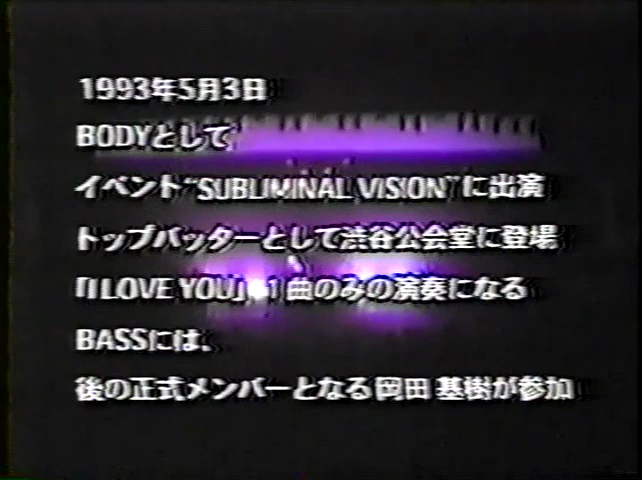 1993年5月3日
BODYとして
イベント"SUBLIMINAL VISION"に出演
トップバッターとして渋谷公会堂に登場
「I LOVE YOU」1曲のみの演奏になる
BASSには、
後の正式メンバーとなる岡田 基樹が参加